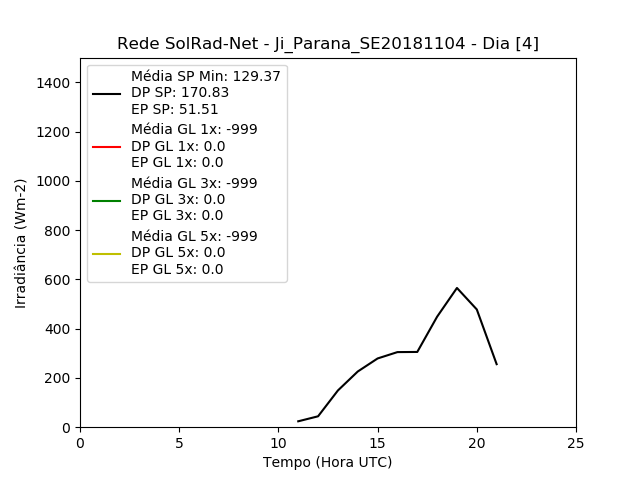 Rede SolRad-Net - Ji_Parana_SE20181104 - Dia [4]
Média SP Min: 129.37
DP SP: 170.83
EP SP: 51.51
Média GL 1x: -999
DP GL 1x: 0.0
EP GL 1x: 0.0
Média GL 3x: -999
DP GL 3x: 0.0
EP GL 3x: 0.0
Média GL 5x: -999
DP GL 5x: 0.0
EP GL 5x: 0.0
Irradiância (Wm-2)
1400
1200
1000
800
600
400
200
0
0 5 10 15 20 25
Tempo (Hora UTC)